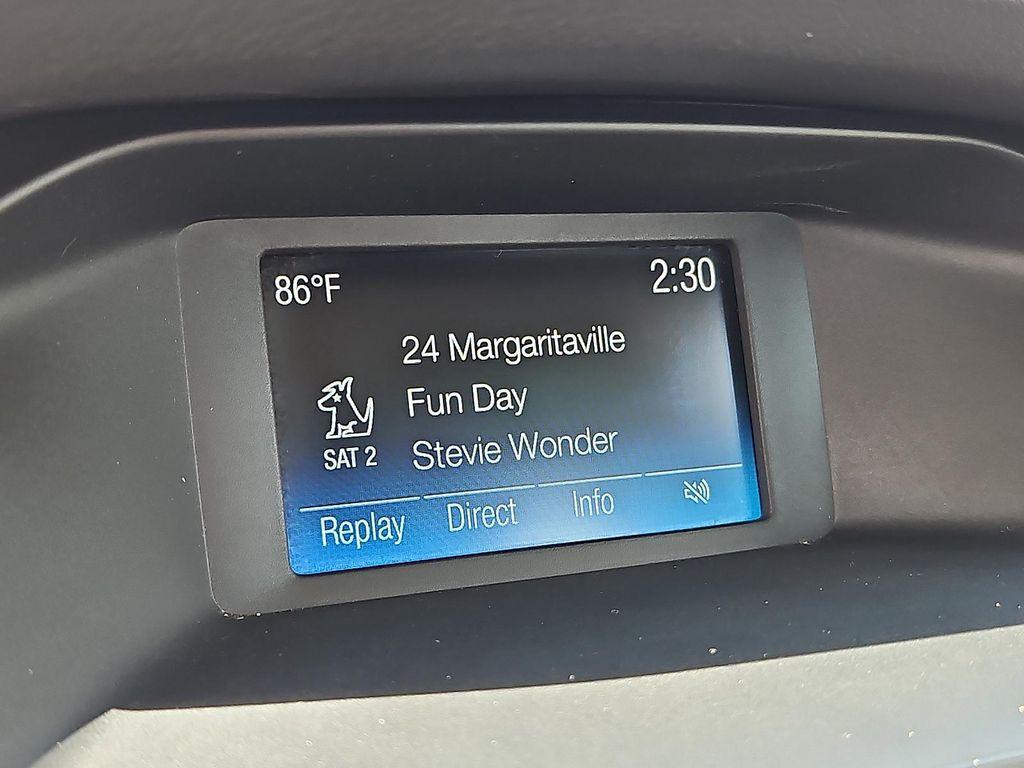 86°F 2:30
24 Margaritaville
Fun Day
SAT 2 Stevie Wonder
Replay Direct Info